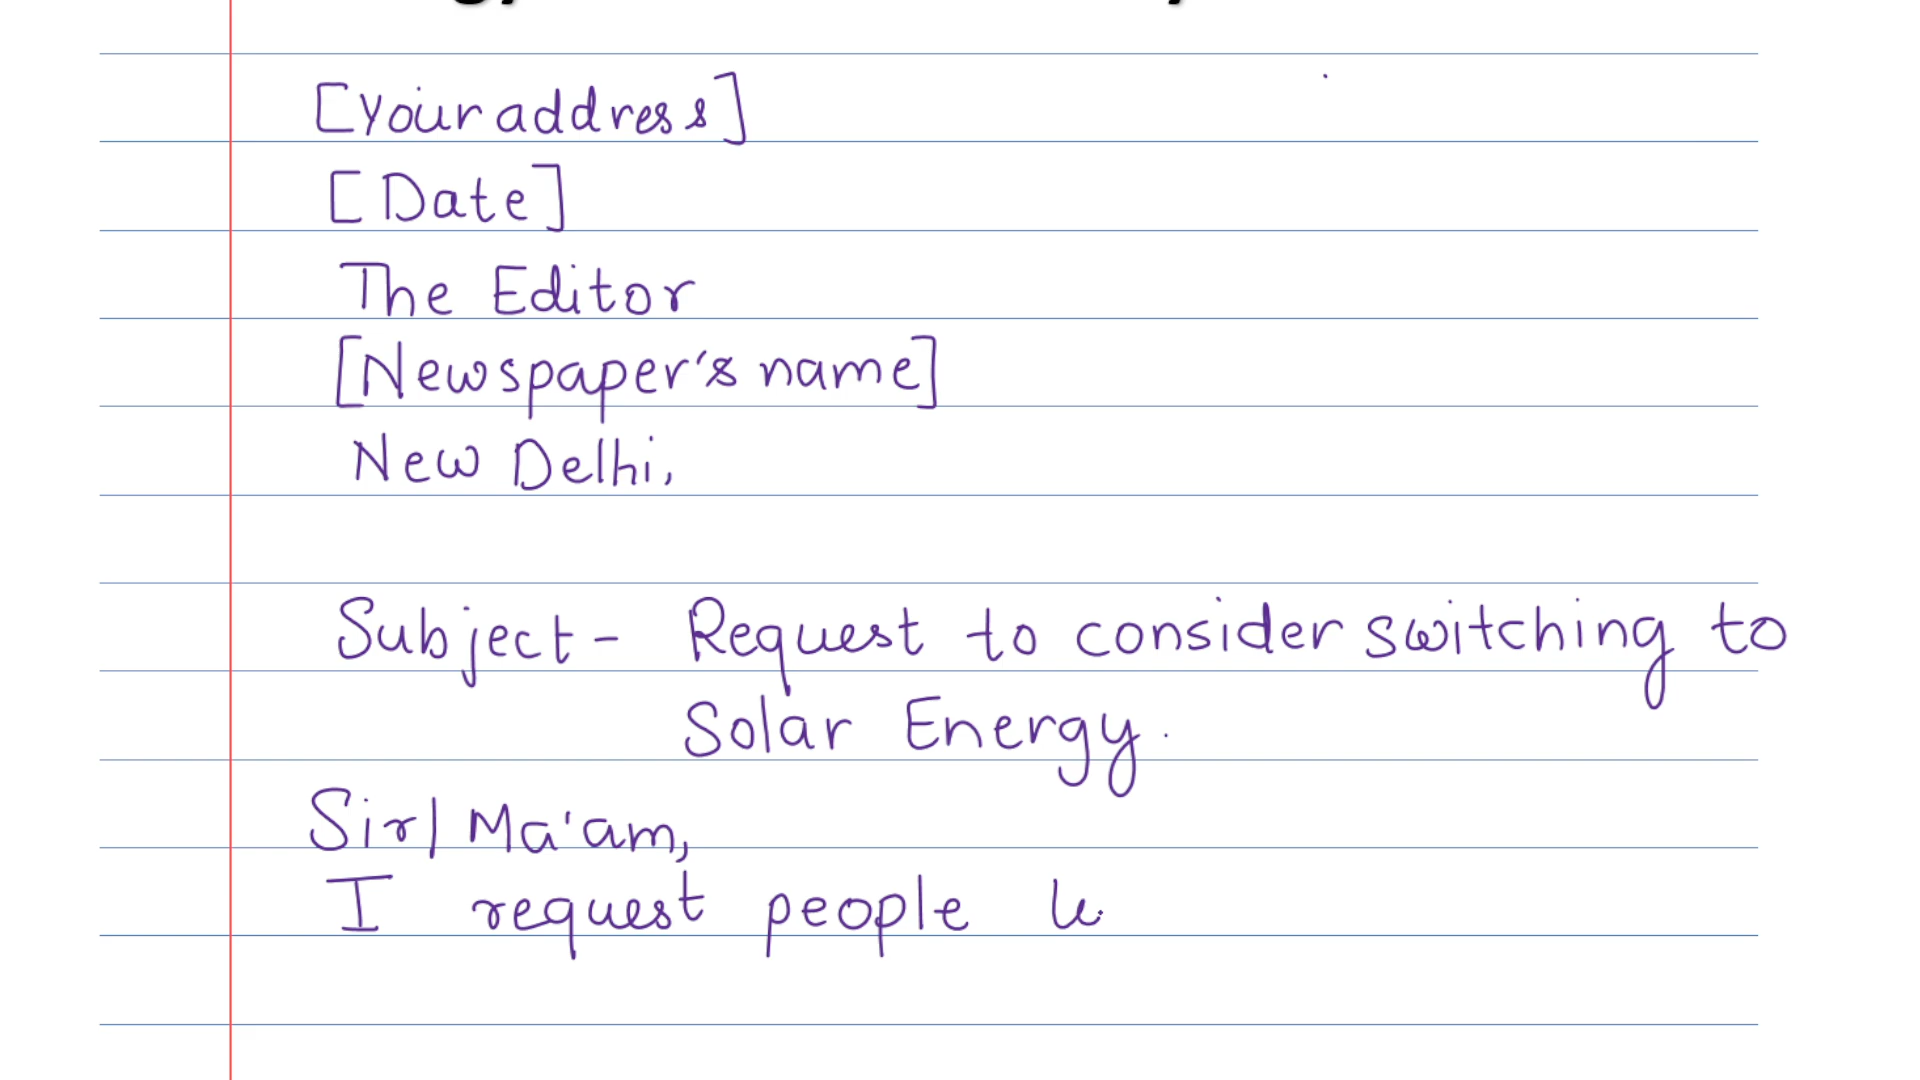 [Your address]
[Date]
The Editor
[Newspaper's name]
New Delhi,
Subject - Request to consider switching to
Solar Energy.
Sir/Ma'am,
I request people